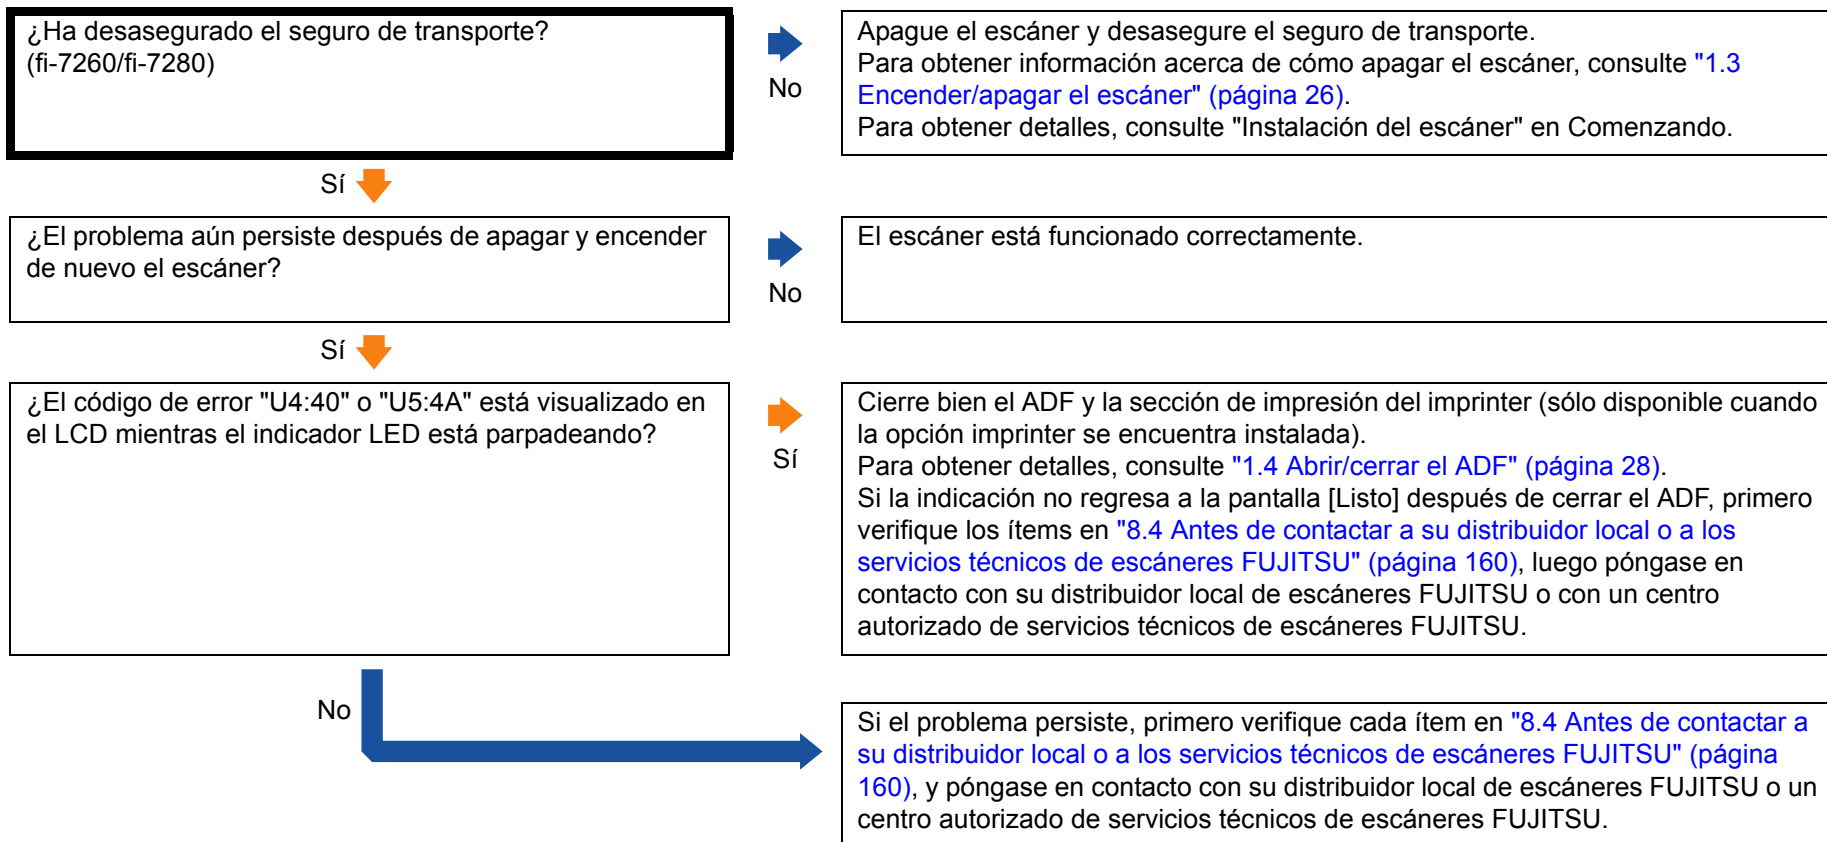 ¿Ha desasegurado el seguro de transporte?
(fi-7260/fi-7280)
No
Apague el escáner y desasegure el seguro de transporte.
Para obtener información acerca de cómo apagar el escáner, consulte "1.3
Encender/apagar el escáner" (página 26).
Para obtener detalles, consulte "Instalación del escáner" en Comenzando.
Sí
¿El problema aún persiste después de apagar y encender
de nuevo el escáner?
No
El escáner está funcionado correctamente.
Sí
¿El código de error "U4:40" o "U5:4A" está visualizado en
el LCD mientras el indicador LED está parpadeando?
Sí
Cierre bien el ADF y la sección de impresión del imprinter (sólo disponible cuando
la opción imprinter se encuentra instalada).
Para obtener detalles, consulte "1.4 Abrir/cerrar el ADF" (página 28).
Si la indicación no regresa a la pantalla [Listo] después de cerrar el ADF, primero
verifique los ítems en "8.4 Antes de contactar a su distribuidor local o a los
servicios técnicos de escáneres FUJITSU" (página 160), luego póngase en
contacto con su distribuidor local de escáneres FUJITSU o con un centro
autorizado de servicios técnicos de escáneres FUJITSU.
No
Si el problema persiste, primero verifique cada ítem en "8.4 Antes de contactar a
su distribuidor local o a los servicios técnicos de escáneres FUJITSU" (página
160), y póngase en contacto con su distribuidor local de escáneres FUJITSU o un
centro autorizado de servicios técnicos de escáneres FUJITSU.